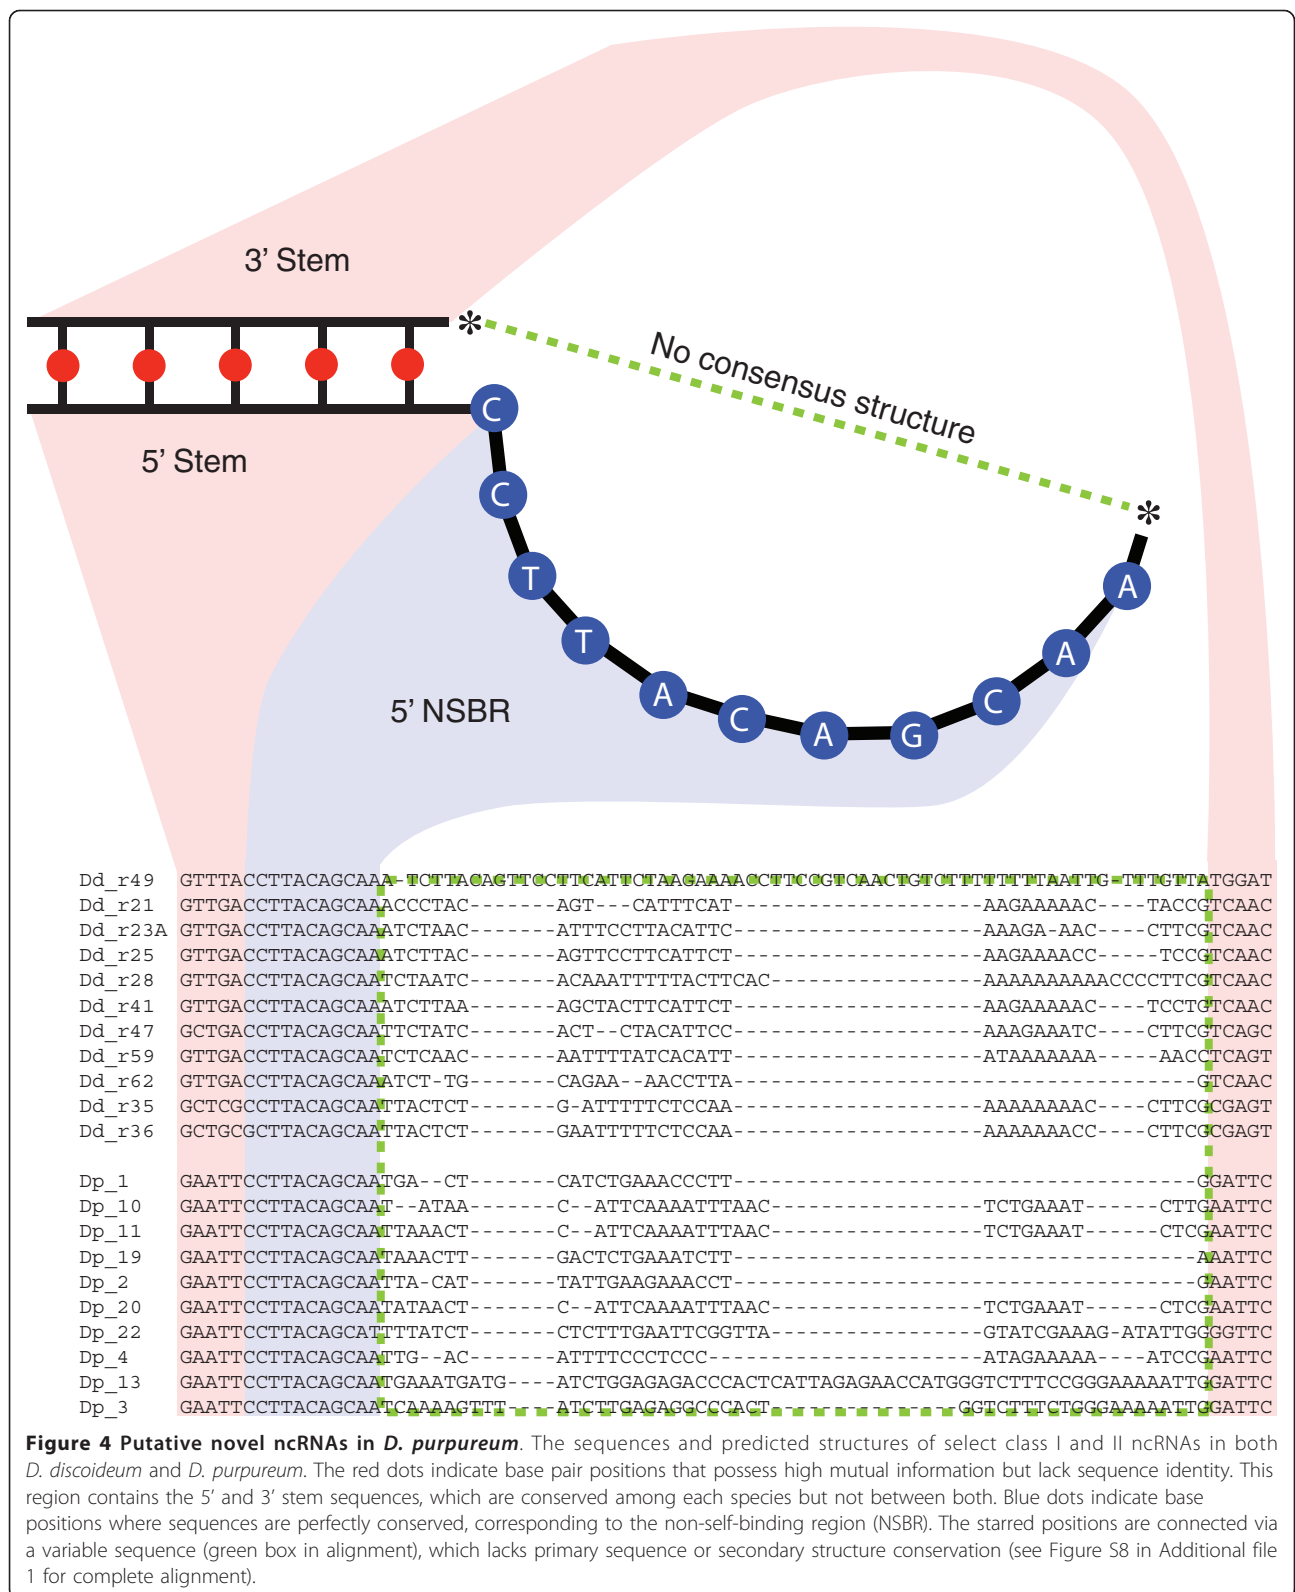 3’ Stem
*
No consensus structure
C
5’ Stem
C
*
T
A
T
A
5’ NSBR
A
C
C
A
G
Dd_r49 GTTTACCTTACAGCAAA-TCTTACAGTTCCTTCATTCTAAGAAAACCTTCCGTCAACTGTCTTTTTTTTAATTG-TTTGTTATGGAT
Dd_r21 GTTGACCTTACAGCAAACCCTAC-------AGT---CATTTCAT--------------------AAGAAAAAC----TACCGTCAAC
Dd_r23A GTTGACCTTACAGCAAATCTAAC-------ATTTCCTTACATTC--------------------AAAGA-AAC----CTTCGTCAAC
Dd_r25 GTTGACCTTACAGCAAATCTTAC-------AGTTCCTTCATTCT--------------------AAGAAAACC-----TCCGTCAAC
Dd_r28 GTTGACCTTACAGCAATCTAATC-------ACAAATTTTTACTTCAC-----------------AAAAAAAAAACCCCTTCGTCAAC
Dd_r41 GTTGACCTTACAGCAAATCTTAA-------AGCTACTTCATTCT--------------------AAGAAAAAC----TCCTGTCAAC
Dd_r47 GCTGACCTTACAGCAATTCTATC-------ACT--CTACATTCC--------------------AAAGAAATC----CTTCGTCAGC
Dd_r59 GTTGACCTTACAGCAATCTCAAC-------AATTTTATCACATT--------------------ATAAAAAAA-----AACCTCAGT
Dd_r62 GTTGACCTTACAGCAAATCT-TG-------CAGAA--AACCTTA-------------------------------------GTCAAC
Dd_r35 GCTCGCCTTACAGCAATTACTCT-------G-ATTTTTCTCCAA--------------------AAAAAAAAC----CTTCGCGAGT
Dd_r36 GCTGCGCTTACAGCAATTACTCT-------GAATTTTTCTCCAA--------------------AAAAAAACC----CTTCGCGAGT
Dp_1 GAATTCCTTACAGCAATGA--CT-------CATCTGAAACCCTT-------------------------------------GGATTC
Dp_10 GAATTCCTTACAGCAAT--ATAA-------C--ATTCAAAATTTAAC-----------------TCTGAAAT------CTTGAATTC
Dp_11 GAATTCCTTACAGCAATTAAACT-------C--ATTCAAAATTTAAC-----------------TCTGAAAT------CTCGAATTC
Dp_19 GAATTCCTTACAGCAATAAACTT-------GACTCTGAAATCTT-------------------------------------AAATTC
Dp_2 GAATTCCTTACAGCAATTA-CAT-------TATTGAAGAAACCT-------------------------------------GAATTC
Dp_20 GAATTCCTTACAGCAATATAACT-------C--ATTCAAAATTTAAC-----------------TCTGAAAT------CTCGAATTC
Dp_22 GAATTCCTTACAGCATTTTATCT-------CTCTTTGAATTCGGTTA-----------------GTATCGAAAG-ATATTGGGGTTC
Dp_4 GAATTCCTTACAGCAATTG--AC-------ATTTTCCCTCCC----------------------ATAGAAAAA----ATCCGAATTC
Dp_13 GAATTCCTTACAGCAATGAAATGATG----ATCTGGAGAGACCCACTCATTAGAGAACCATGGGTCTTTCCGGGAAAAATTGGATTC
Dp_3 GAATTCCTTACAGCAATCAAAAGTTT----ATCTTGAGAGGCCCACT---------------GGTCTTTCTGGGAAAAATTGGATTC
Figure 4 Putative novel ncRNAs in D. purpureum. The sequences and predicted structures of select class I and II ncRNAs in both
D. discoideum and D. purpureum. The red dots indicate base pair positions that possess high mutual information but lack sequence identity. This
region contains the 5’ and 3’ stem sequences, which are conserved among each species but not between both. Blue dots indicate base
positions where sequences are perfectly conserved, corresponding to the non-self-binding region (NSBR). The starred positions are connected via
a variable sequence (green box in alignment), which lacks primary sequence or secondary structure conservation (see Figure S8 in Additional file
1 for complete alignment).